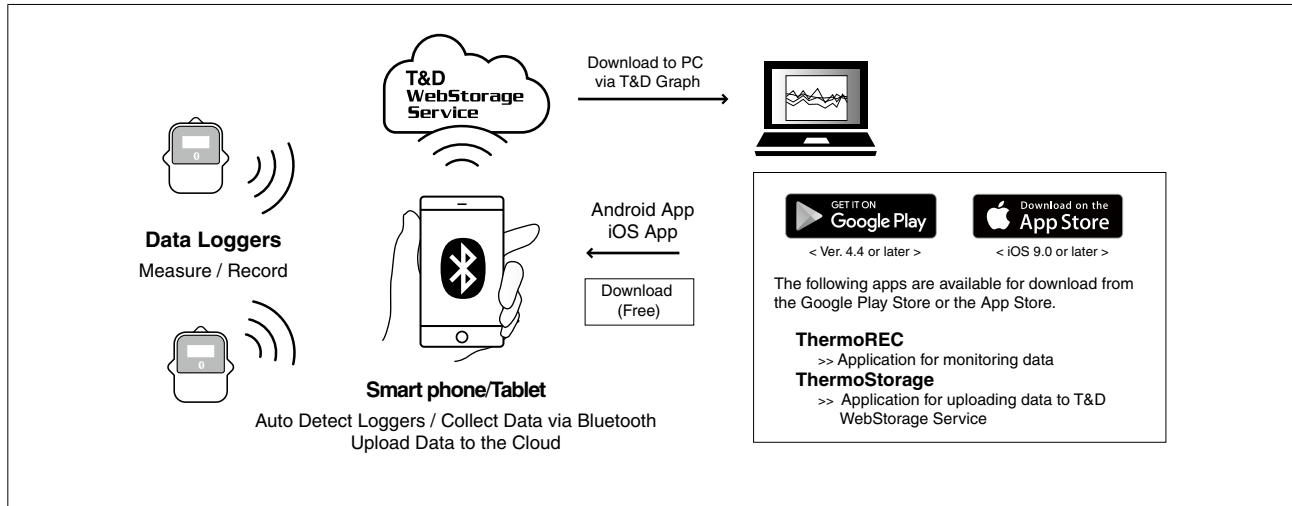 T&D
WebStorage
Service
Download to PC
via T&D Graph
Data Loggers
Measure / Record
Android App
iOS App
Download
(Free)
Smart phone/Tablet
Auto Detect Loggers / Collect Data via Bluetooth
Upload Data to the Cloud
GET IT ON
Google Play
Download on the
App Store
< Ver. 4.4 or later >
< iOS 9.0 or later >
The following apps are available for download from
the Google Play Store or the App Store.
ThermoREC
>> Application for monitoring data
ThermoStorage
>> Application for uploading data to T&D
WebStorage Service